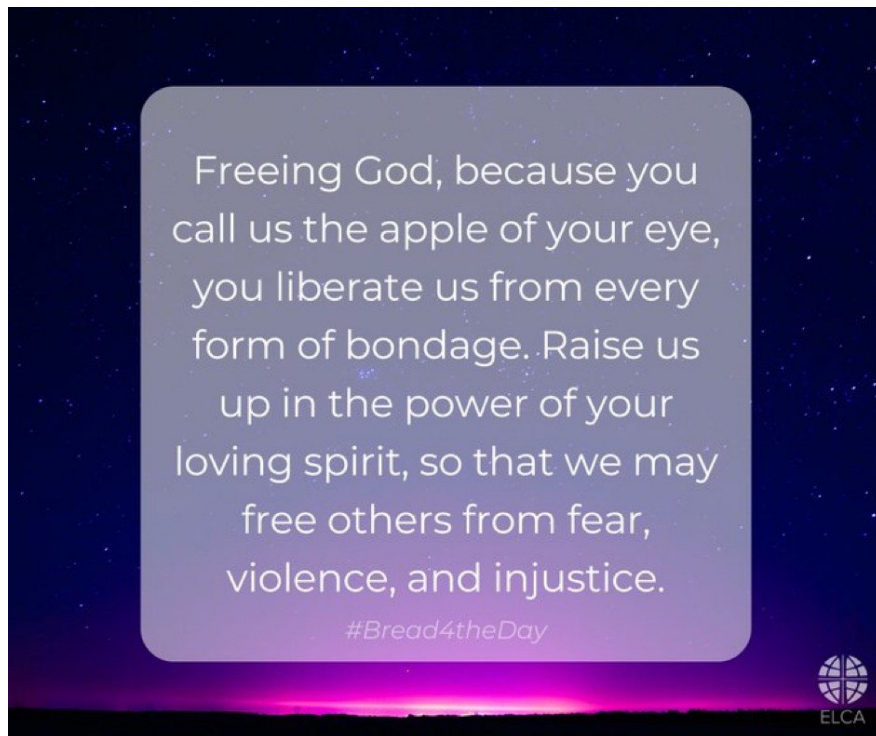 Freeing God, because you
call us the apple of your eye,
you liberate us from every
form of bondage. Raise us
up in the power of your
loving spirit, so that we may
free others from fear,
violence, and injustice.
#Bread4theDay
ELCA